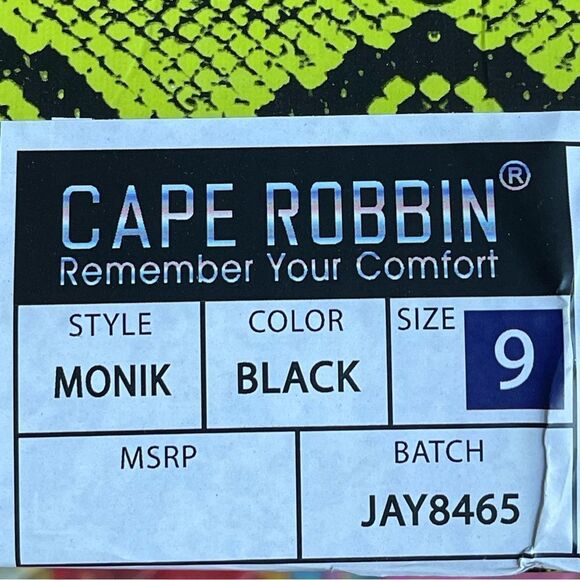 CAPE ROBBIN®
Remember Your Comfort
STYLE COLOR SIZE
MONIK BLACK 9
MSRP BATCH
JAY8465